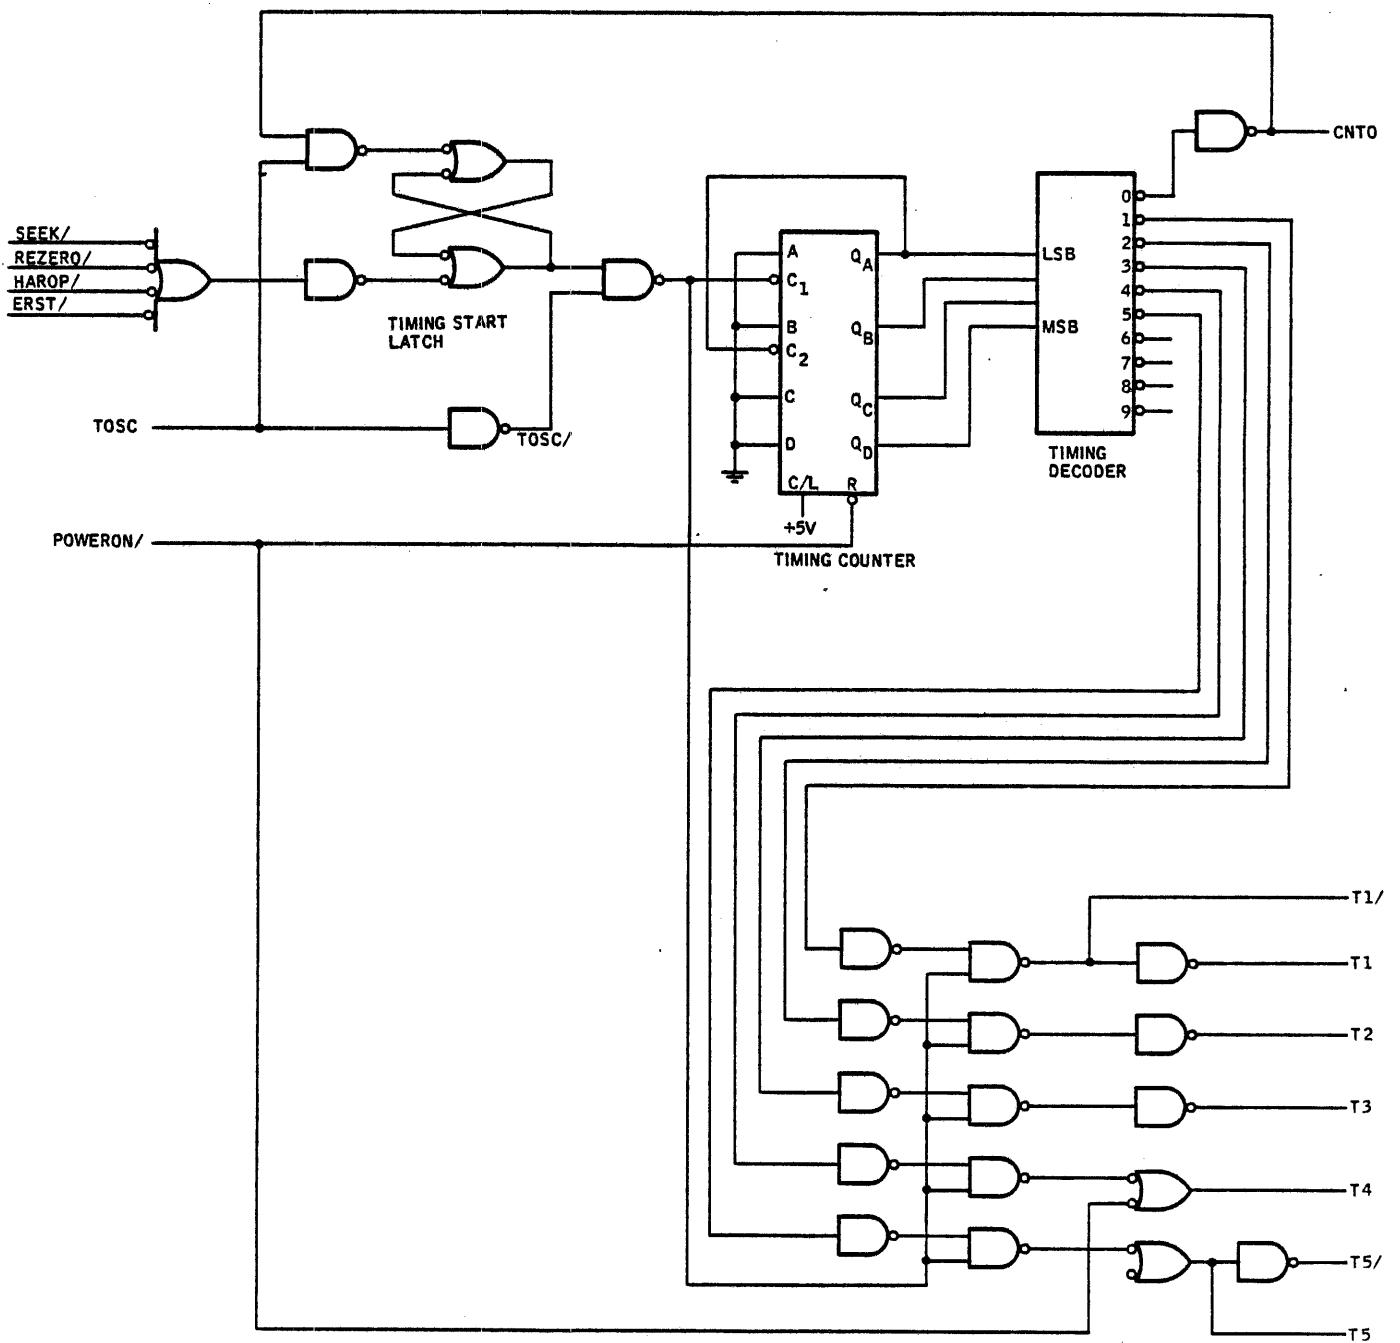 CNTO
SEEK/
REZERO/
HAROP/
ERST/
TIMING START
LATCH
TOSC
TOSC/
POWERON/
A
C1
B
C2
C
D
C/L
R
QA
QB
QC
QD
+5V
TIMING COUNTER
LSB
MSB
0
1
2
3
4
5
6
7
8
9
TIMING
DECODER
T1/
T1
T2
T3
T4
T5/
T5